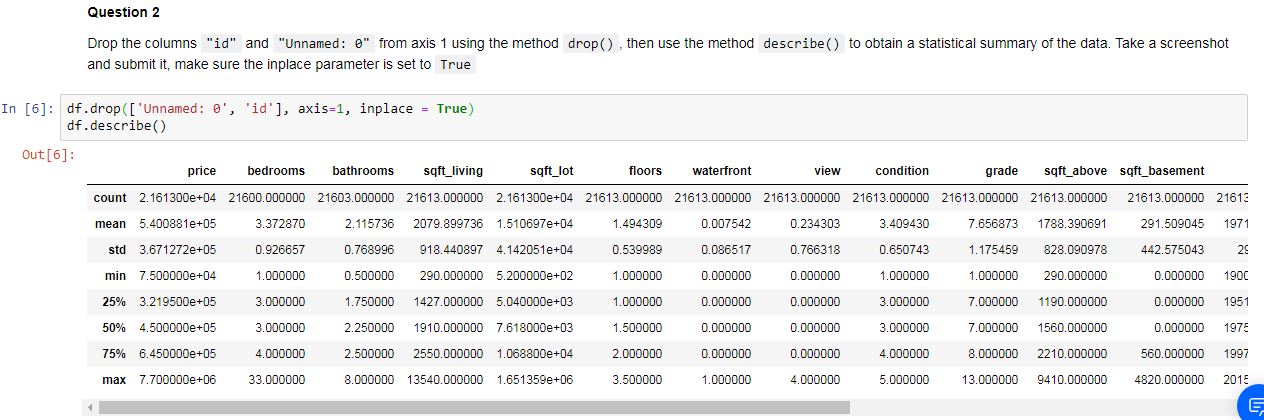 Question 2
Drop the columns "id" and "Unnamed: 0" from axis 1 using the method drop() , then use the method describe() to obtain a statistical summary of the data. Take a screenshot
and submit it, make sure the inplace parameter is set to True
In [6]: df.drop(['Unnamed: 0', 'id'], axis=1, inplace = True)
df.describe()
Out[6]:
price bedrooms bathrooms sqft_living sqft_lot floors waterfront view condition grade sqft_above sqft_basement
count 2.161300e+04 21600.000000 21603.000000 21613.000000 2.161300e+04 21613.000000 21613.000000 21613.000000 21613.000000 21613.000000 21613.000000 21613.000000 21613
mean 5.400881e+05 3.372870 2.115736 2079.899736 1.510697e+04 1.494309 0.007542 0.234303 3.409430 7.656873 1788.390691 291.509045 1971
std 3.671272e+05 0.926657 0.768996 918.440897 4.142051e+04 0.539989 0.086517 0.766318 0.650743 1.175459 828.090978 442.575043 29
min 7.500000e+04 1.000000 0.500000 290.000000 5.200000e+02 1.000000 0.000000 0.000000 1.000000 1.000000 290.000000 0.000000 1900
25% 3.219500e+05 3.000000 1.750000 1427.000000 5.040000e+03 1.000000 0.000000 0.000000 3.000000 7.000000 1190.000000 0.000000 1951
50% 4.500000e+05 3.000000 2.250000 1910.000000 7.618000e+03 1.500000 0.000000 0.000000 3.000000 7.000000 1560.000000 0.000000 1975
75% 6.450000e+05 4.000000 2.500000 2550.000000 1.068800e+04 2.000000 0.000000 0.000000 4.000000 8.000000 2210.000000 560.000000 1997
max 7.700000e+06 33.000000 8.000000 13540.000000 1.651359e+06 3.500000 1.000000 4.000000 5.000000 13.000000 9410.000000 4820.000000 2015